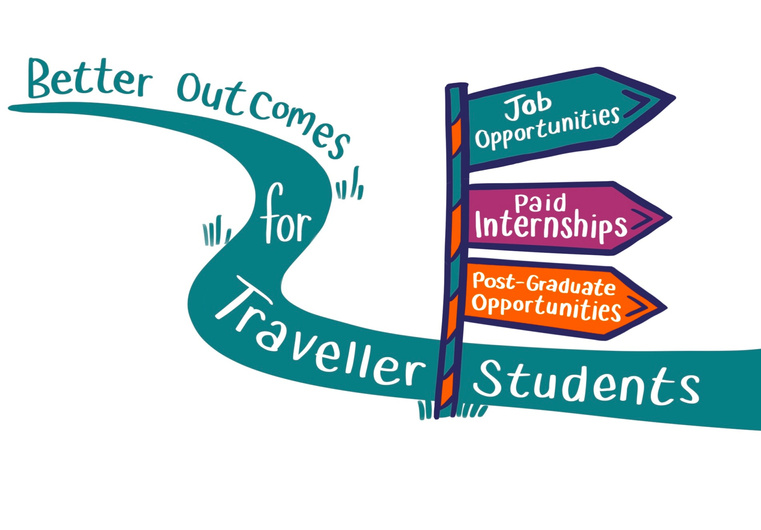 Better Outcomes
for
Traveller Students
Job
Opportunities
Paid
Internships
Post-Graduate
Opportunities